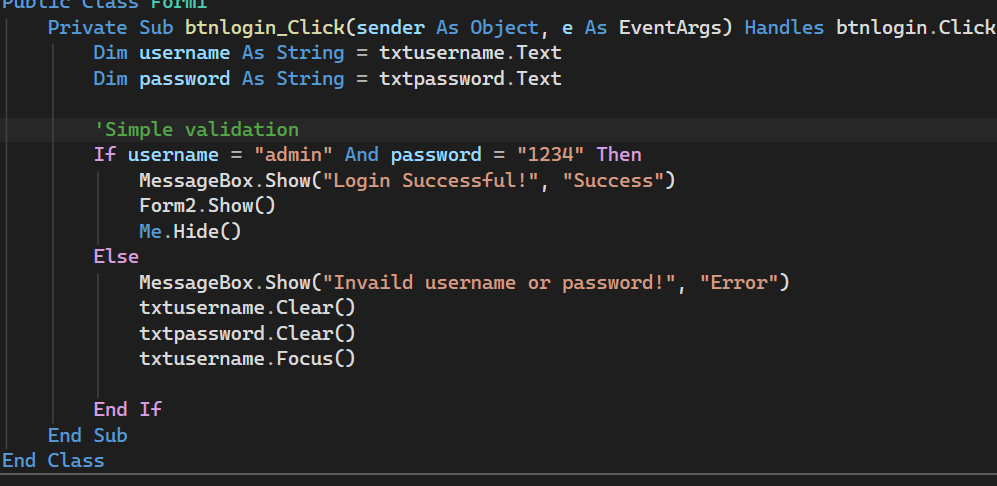 Public Class Form1
Private Sub btnlogin_Click(sender As Object, e As EventArgs) Handles btnlogin.Click
Dim username As String = txtusername.Text
Dim password As String = txtpassword.Text
'Simple validation
If username = "admin" And password = "1234" Then
MessageBox.Show("Login Successful!", "Success")
Form2.Show()
Me.Hide()
Else
MessageBox.Show("Invaild username or password!", "Error")
txtusername.Clear()
txtpassword.Clear()
txtusername.Focus()
End If
End Sub
End Class